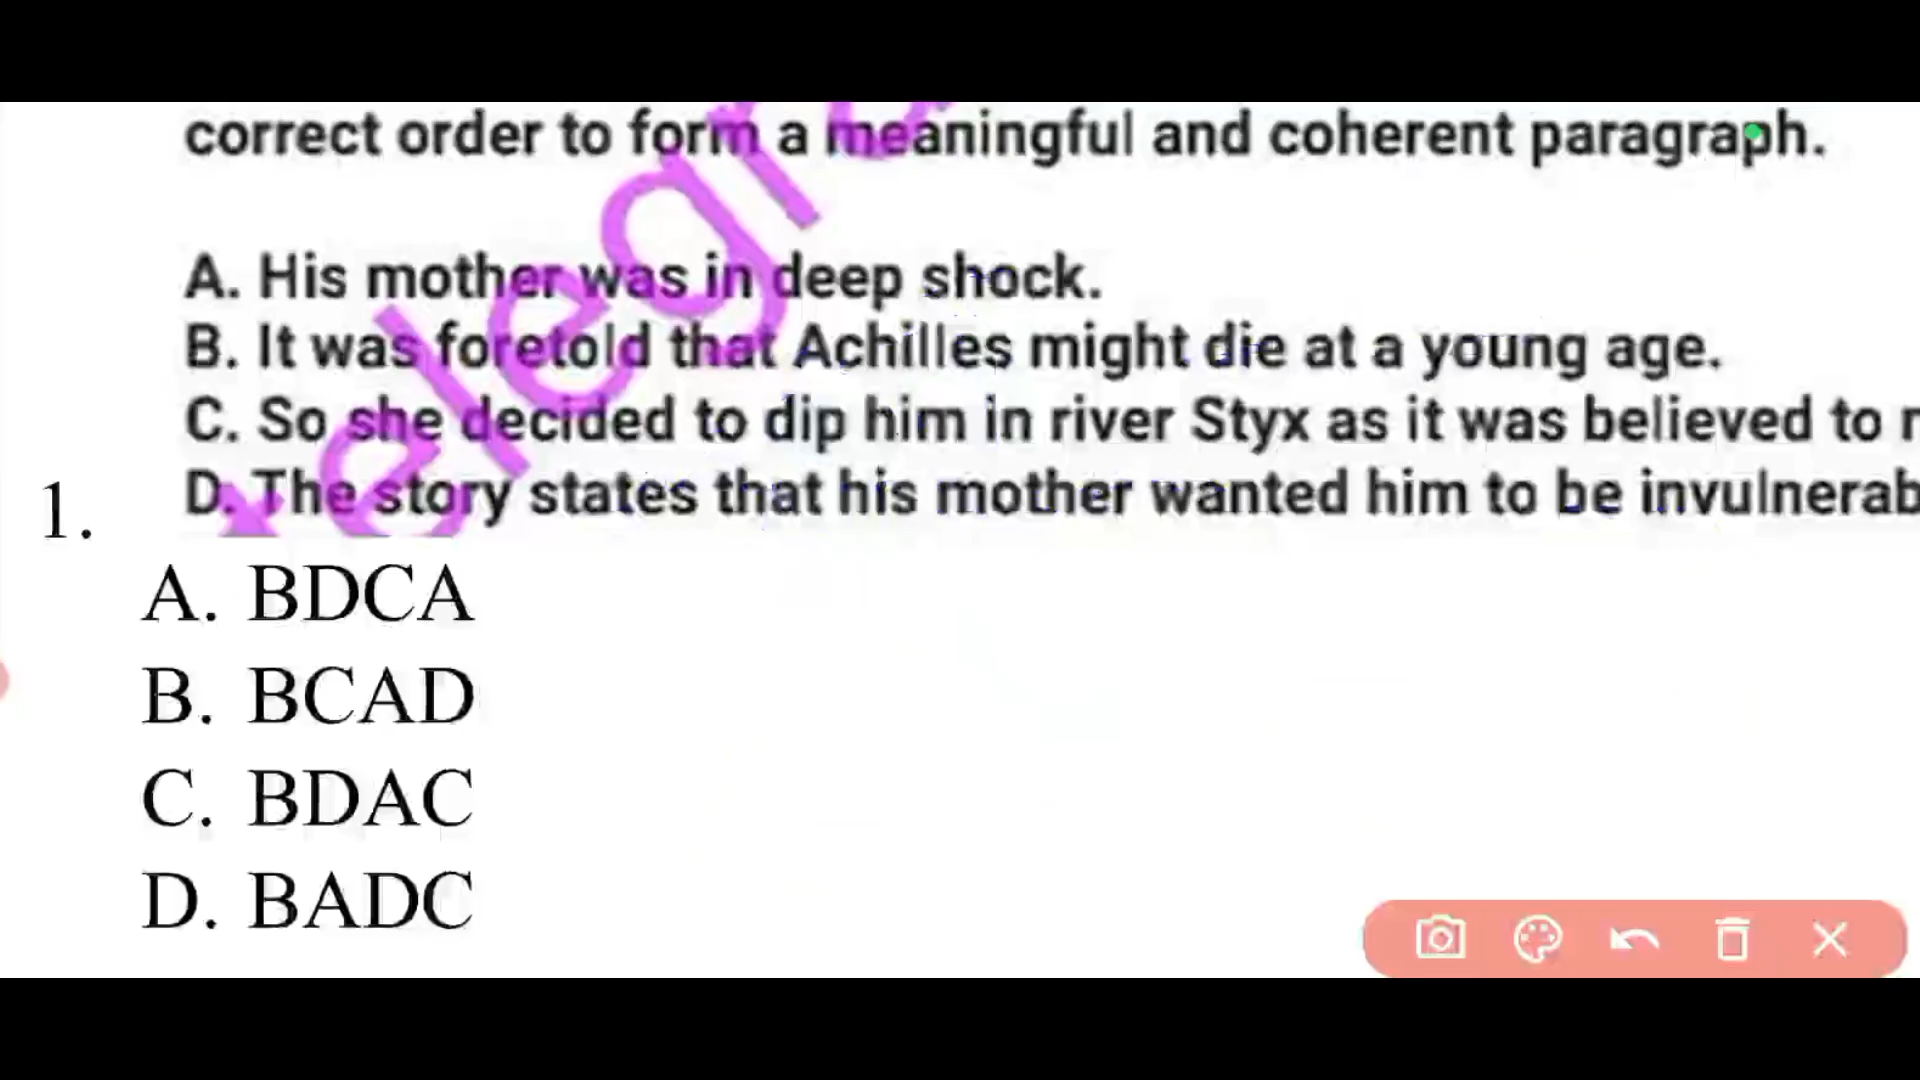 correct order to form a meaningful and coherent paragraph.
A. His mother was in deep shock.
B. It was foretold that Achilles might die at a young age.
C. So she decided to dip him in river Styx as it was believed to
D. The story states that his mother wanted him to be
1.
A. BDCA
B. BCAD
C. BDAC
D. BADC